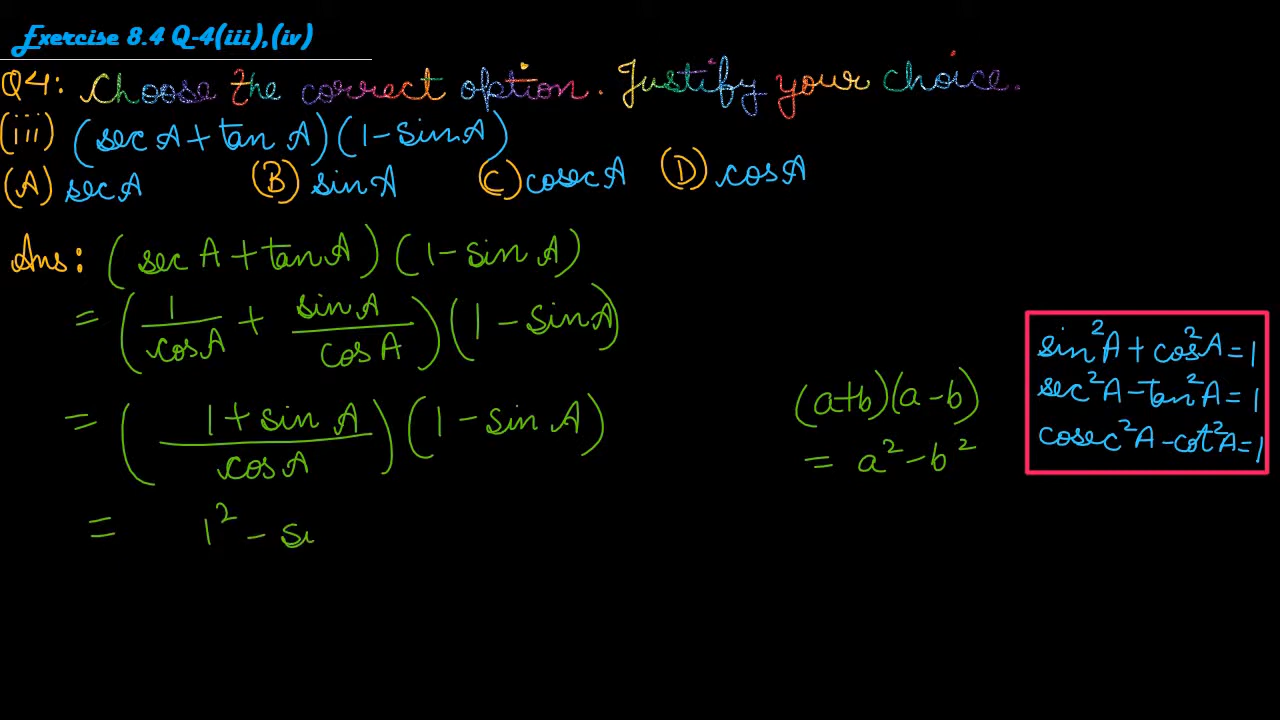 Exercise 8.4 Q-4(iii),(iv)
Q4: Choose the correct option. Justify your choice.
(iii) (sec A + tan A)(1 - sin A)
(A) sec A (B) sin A (C) cosec A (D) cos A
Ans: (sec A + tan A)(1 - sin A)
= (1/cos A + sin A/cos A)(1 - sin A)
= (1 + sin A/cos A)(1 - sin A)
= 1² - si
(a+b)(a-b)
= a² - b²
sin²A + cos²A = 1
sec²A - tan²A = 1
cosec²A - cot²A = 1